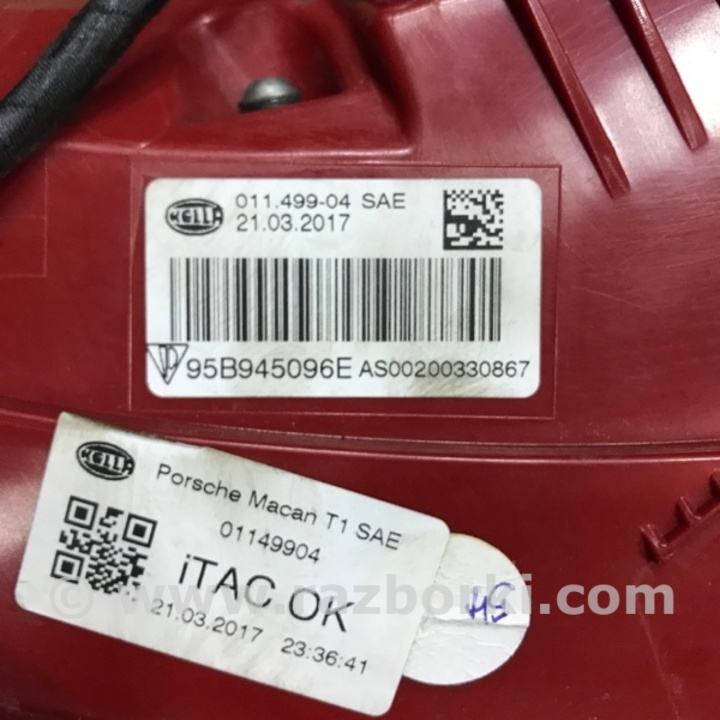 HELLA 011.499-04 SAE
21.03.2017
95B945096E AS00200330867
HELLA
Porsche Macan T1 SAE
01149904
iTAC OK
21.03.2017 23:36:41
HS
© www.razborki.com